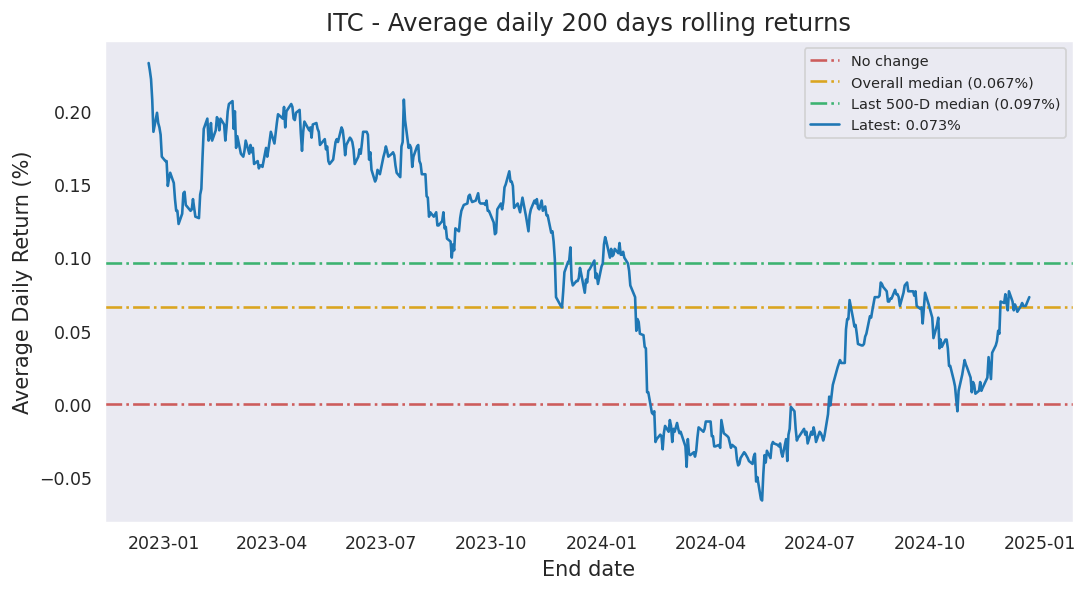 ITC - Average daily 200 days rolling returns
No change
Overall median (0.067%)
Last 500-D median (0.097%)
Latest: 0.073%
Average Daily Return (%)
0.20
0.15
0.10
0.05
0.00
−0.05
2023-01 2023-04 2023-07 2023-10 2024-01 2024-04 2024-07 2024-10 2025-01
End date